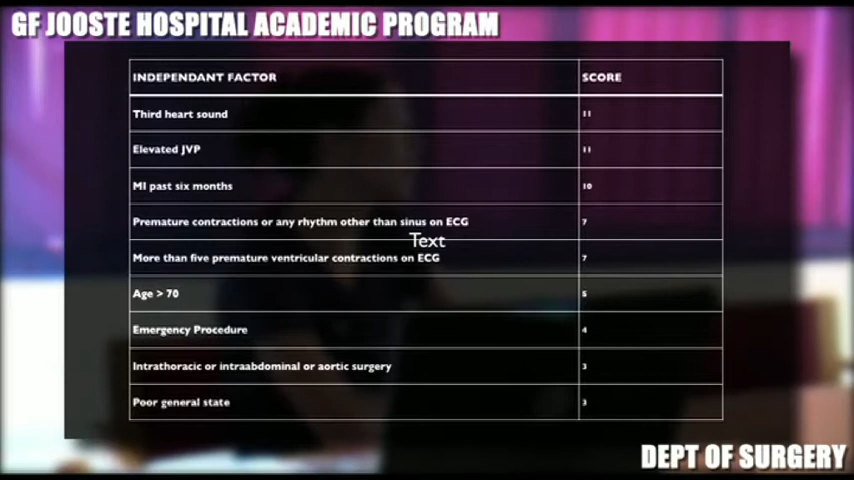 GF JOOSTE HOSPITAL ACADEMIC PROGRAM
INDEPENDANT FACTOR SCORE
Third heart sound 11
Elevated JVP 11
MI past six months 10
Premature contractions or any rhythm other than sinus on ECG 7
Text
More than five premature ventricular contractions on ECG 7
Age > 70 5
Emergency Procedure 4
Intrathoracic or intraabdominal or aortic surgery 3
Poor general state 3
DEPT OF SURGERY